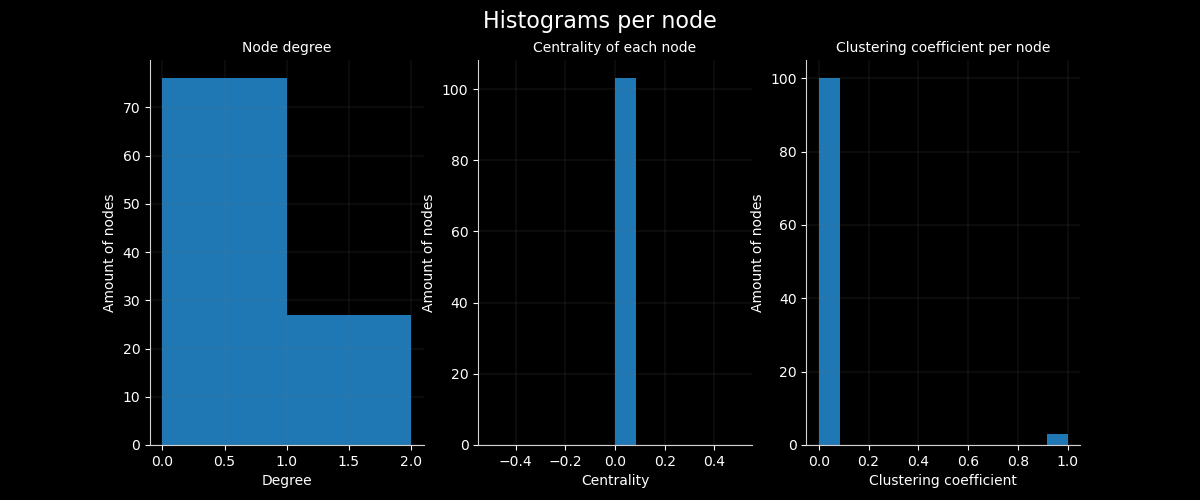 Histograms per node
Node degree
Amount of nodes
70
60
50
40
30
20
10
0
0.0 0.5 1.0 1.5 2.0
Degree
Centrality of each node
Amount of nodes
100
80
60
40
20
0
−0.4 −0.2 0.0 0.2 0.4
Centrality
Clustering coefficient per node
Amount of nodes
100
80
60
40
20
0
0.0 0.2 0.4 0.6 0.8 1.0
Clustering coefficient